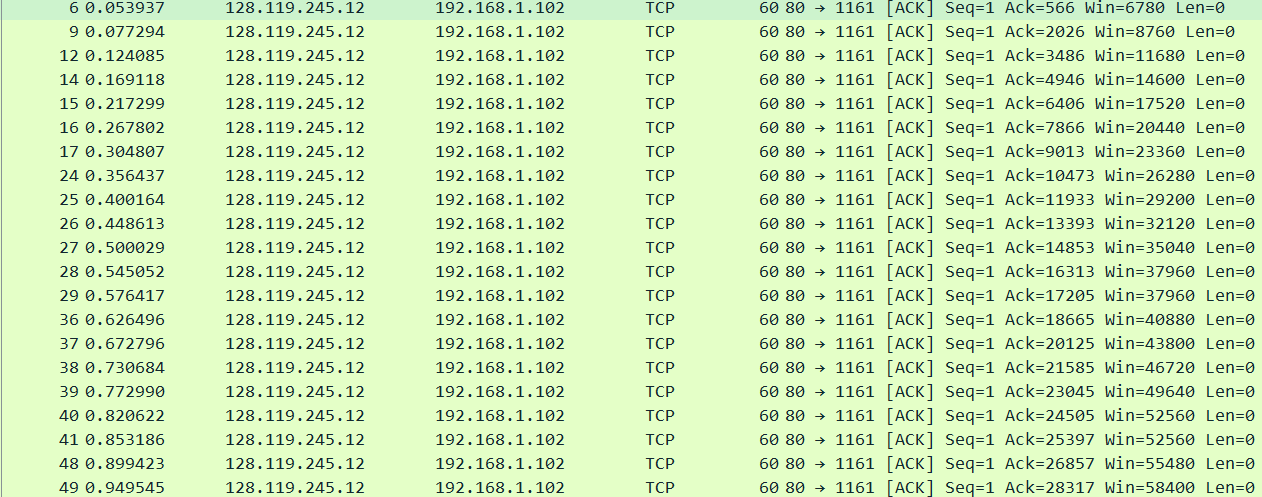 6 0.053937 128.119.245.12 192.168.1.102 TCP 60 80 → 1161 [ACK] Seq=1 Ack=566 Win=6780 Len=0
9 0.077294 128.119.245.12 192.168.1.102 TCP 60 80 → 1161 [ACK] Seq=1 Ack=2026 Win=8760 Len=0
12 0.124085 128.119.245.12 192.168.1.102 TCP 60 80 → 1161 [ACK] Seq=1 Ack=3486 Win=11680 Len=0
14 0.169118 128.119.245.12 192.168.1.102 TCP 60 80 → 1161 [ACK] Seq=1 Ack=4946 Win=14600 Len=0
15 0.217299 128.119.245.12 192.168.1.102 TCP 60 80 → 1161 [ACK] Seq=1 Ack=6406 Win=17520 Len=0
16 0.267802 128.119.245.12 192.168.1.102 TCP 60 80 → 1161 [ACK] Seq=1 Ack=7866 Win=20440 Len=0
17 0.304807 128.119.245.12 192.168.1.102 TCP 60 80 → 1161 [ACK] Seq=1 Ack=9013 Win=23360 Len=0
24 0.356437 128.119.245.12 192.168.1.102 TCP 60 80 → 1161 [ACK] Seq=1 Ack=10473 Win=26280 Len=0
25 0.400164 128.119.245.12 192.168.1.102 TCP 60 80 → 1161 [ACK] Seq=1 Ack=11933 Win=29200 Len=0
26 0.448613 128.119.245.12 192.168.1.102 TCP 60 80 → 1161 [ACK] Seq=1 Ack=13393 Win=32120 Len=0
27 0.500029 128.119.245.12 192.168.1.102 TCP 60 80 → 1161 [ACK] Seq=1 Ack=14853 Win=35040 Len=0
28 0.545052 128.119.245.12 192.168.1.102 TCP 60 80 → 1161 [ACK] Seq=1 Ack=16313 Win=37960 Len=0
29 0.576417 128.119.245.12 192.168.1.102 TCP 60 80 → 1161 [ACK] Seq=1 Ack=17205 Win=37960 Len=0
36 0.626496 128.119.245.12 192.168.1.102 TCP 60 80 → 1161 [ACK] Seq=1 Ack=18665 Win=40880 Len=0
37 0.672796 128.119.245.12 192.168.1.102 TCP 60 80 → 1161 [ACK] Seq=1 Ack=20125 Win=43800 Len=0
38 0.730684 128.119.245.12 192.168.1.102 TCP 60 80 → 1161 [ACK] Seq=1 Ack=21585 Win=46720 Len=0
39 0.772990 128.119.245.12 192.168.1.102 TCP 60 80 → 1161 [ACK] Seq=1 Ack=23045 Win=49640 Len=0
40 0.820622 128.119.245.12 192.168.1.102 TCP 60 80 → 1161 [ACK] Seq=1 Ack=24505 Win=52560 Len=0
41 0.853186 128.119.245.12 192.168.1.102 TCP 60 80 → 1161 [ACK] Seq=1 Ack=25397 Win=52560 Len=0
48 0.899423 128.119.245.12 192.168.1.102 TCP 60 80 → 1161 [ACK] Seq=1 Ack=26857 Win=55480 Len=0
49 0.949545 128.119.245.12 192.168.1.102 TCP 60 80 → 1161 [ACK] Seq=1 Ack=28317 Win=58400 Len=0